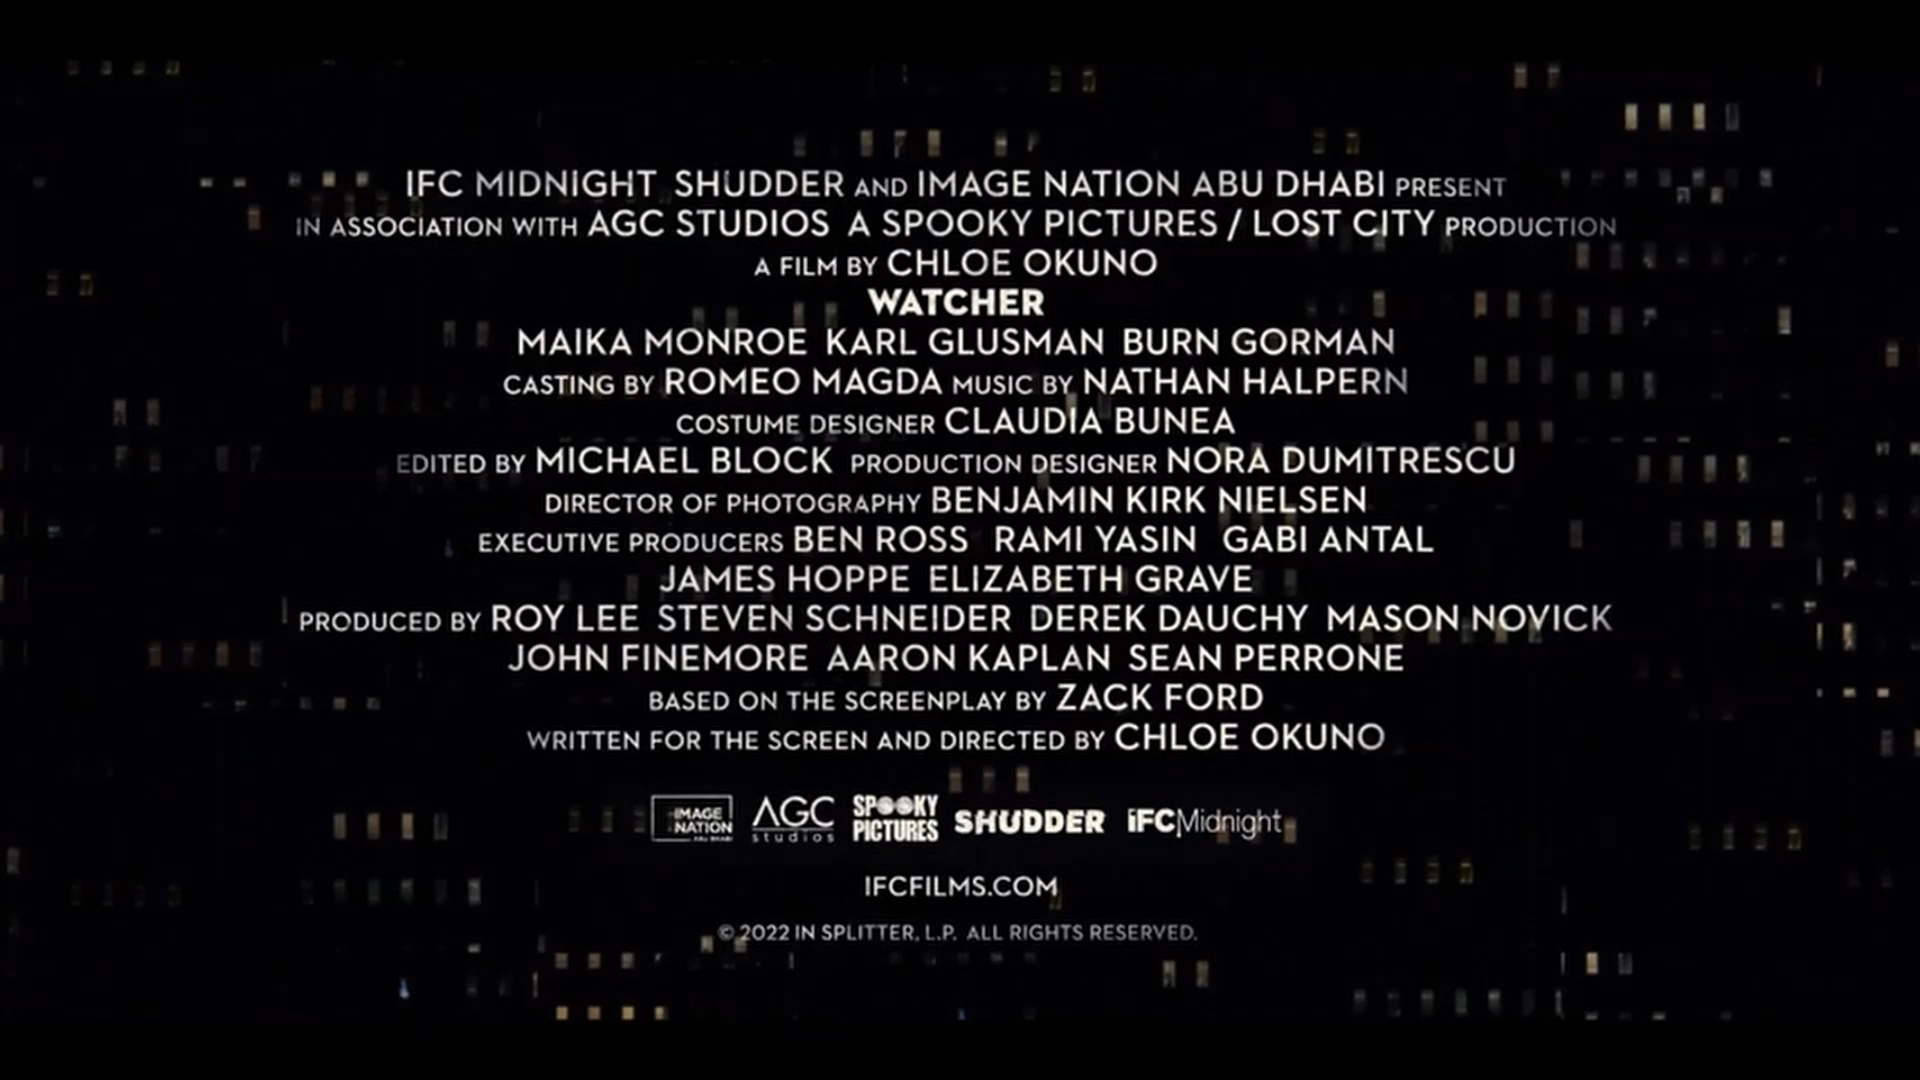 IFC MIDNIGHT SHUDDER AND IMAGE NATION ABU DHABI PRESENT
IN ASSOCIATION WITH AGC STUDIOS A SPOOKY PICTURES / LOST CITY PRODUCTION
A FILM BY CHLOE OKUNO
WATCHER
MAIKA MONROE KARL GLUSMAN BURN GORMAN
CASTING BY ROMEO MAGDA MUSIC BY NATHAN HALPERN
COSTUME DESIGNER CLAUDIA BUNEA
EDITED BY MICHAEL BLOCK PRODUCTION DESIGNER NORA DUMITRESCU
DIRECTOR OF PHOTOGRAPHY BENJAMIN KIRK NIELSEN
EXECUTIVE PRODUCERS BEN ROSS RAMI YASIN GABI ANTAL
JAMES HOPPE ELIZABETH GRAVE
PRODUCED BY ROY LEE STEVEN SCHNEIDER DEREK DAUCHY MASON NOVICK
JOHN FINEMORE AARON KAPLAN SEAN PERRONE
BASED ON THE SCREENPLAY BY ZACK FORD
WRITTEN FOR THE SCREEN AND DIRECTED BY CHLOE OKUNO
IMAGE NATION ABU DHABI AGC studios SPOOKY PICTURES SHUDDER iFC Midnight
IFCFILMS.COM
© 2022 IN SPLITTER, L.P. ALL RIGHTS RESERVED.